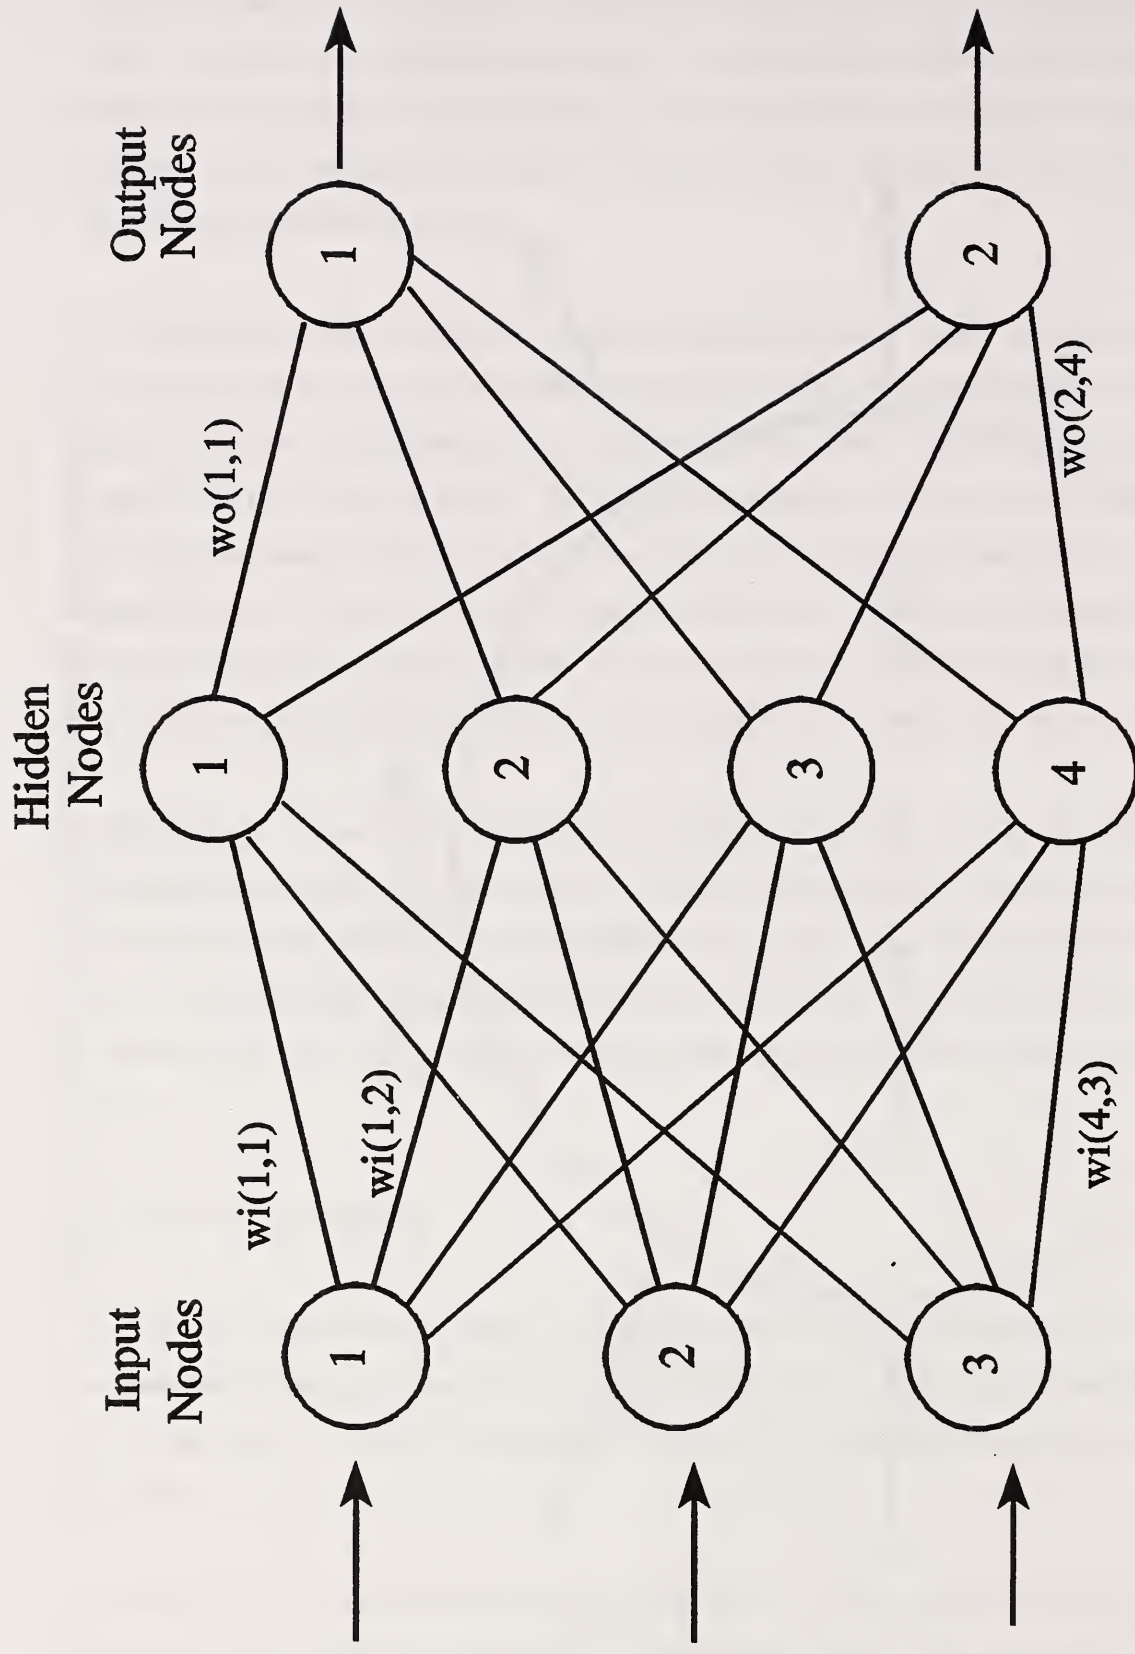 Input
Nodes
Hidden
Nodes
Output
Nodes
wi(1,1)
wi(1,2)
wi(4,3)
wo(1,1)
wo(2,4)
1
2
3
1
2
3
4
1
2